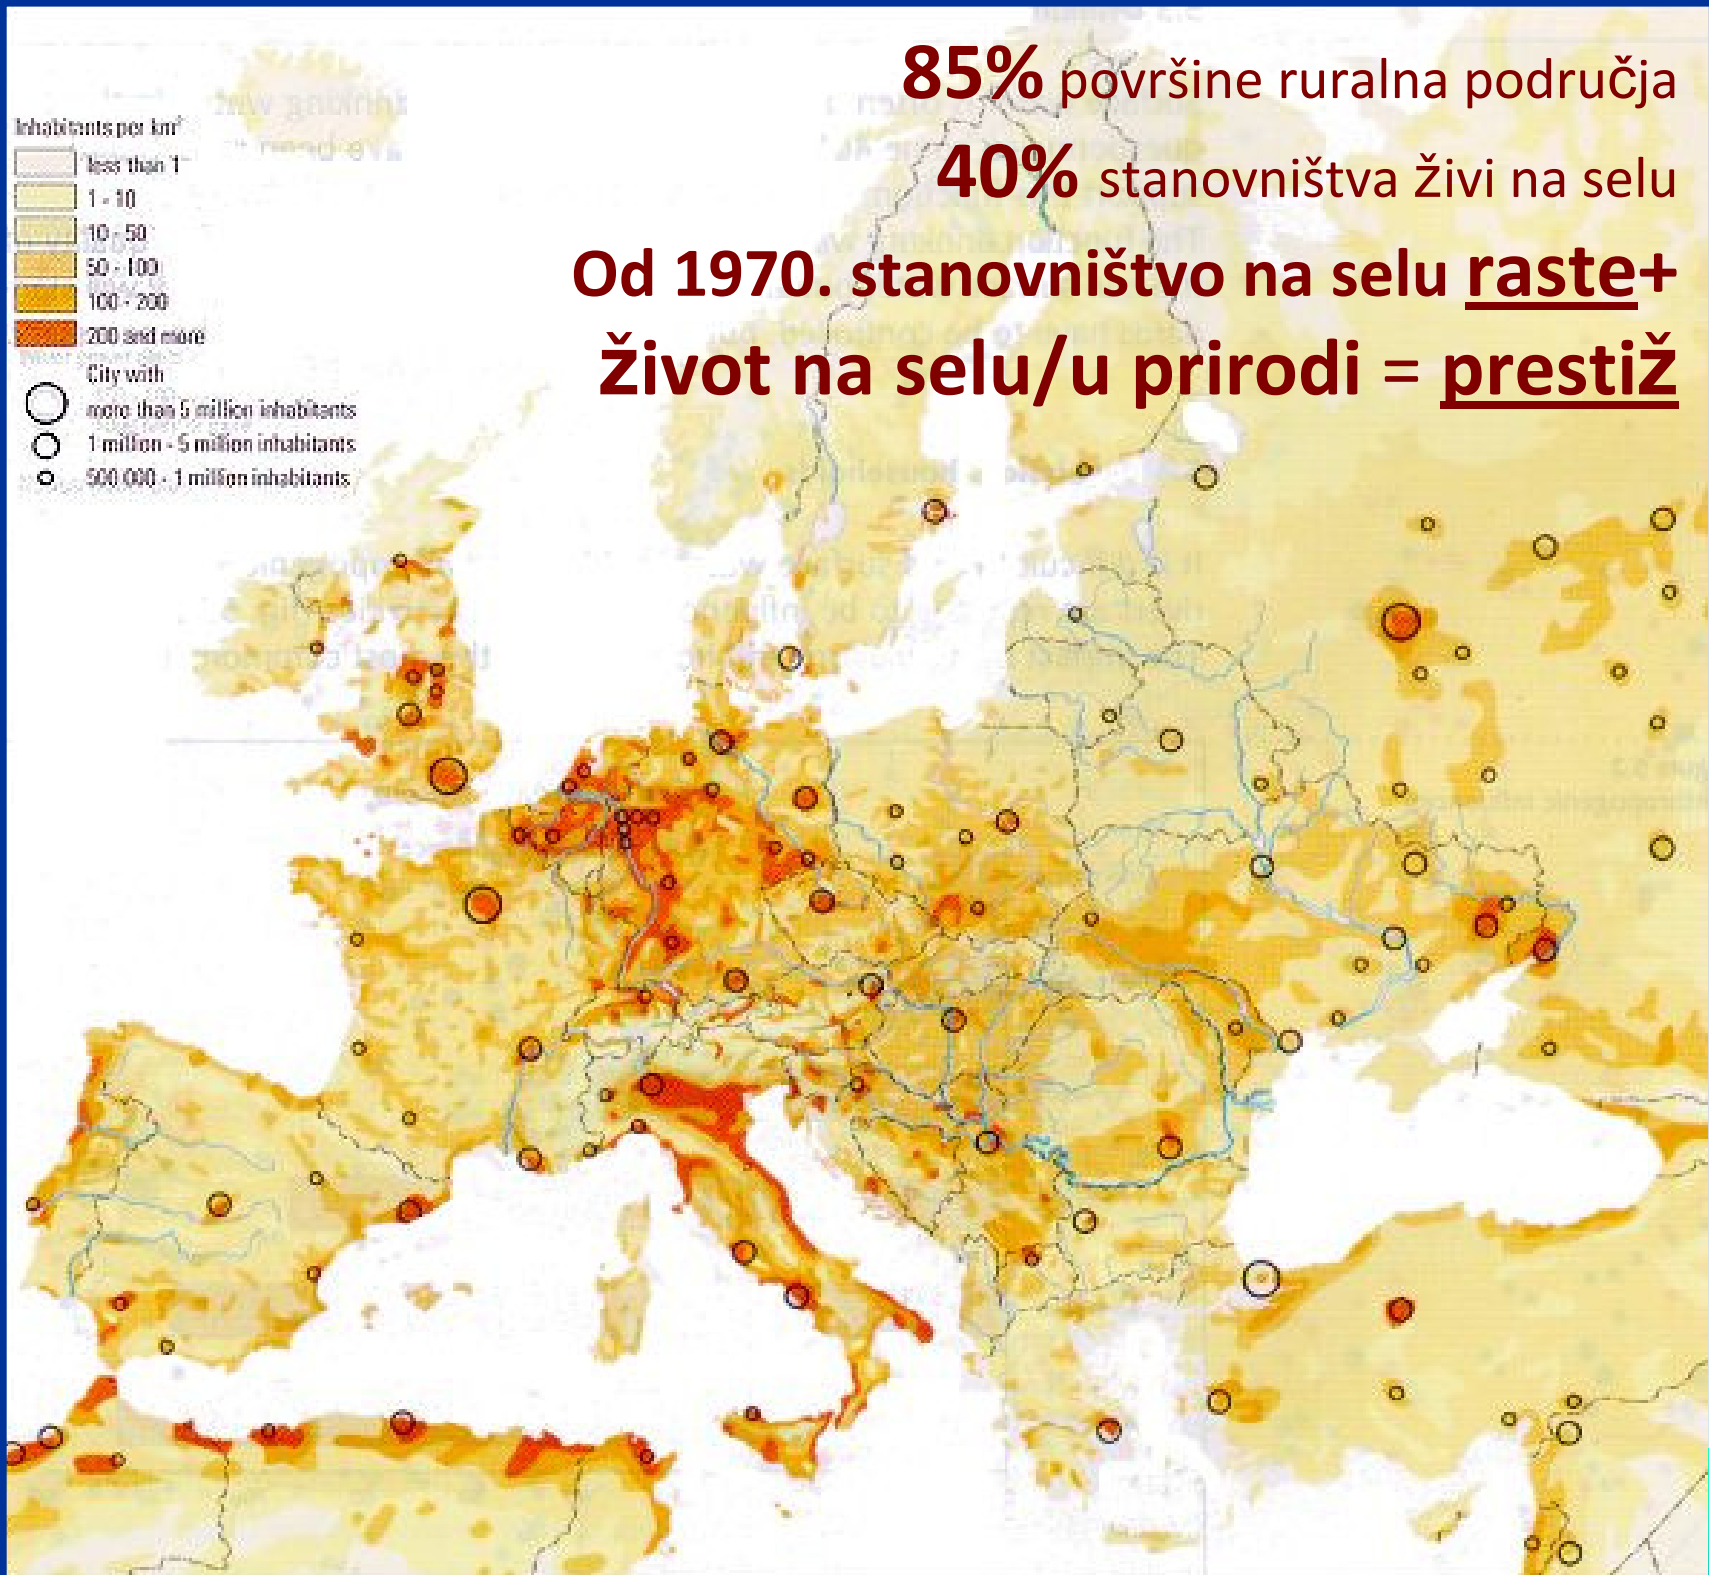 85% površine ruralna područja
40% stanovništva živi na selu
Od 1970. stanovništvo na selu raste+
život na selu/u prirodi = prestiž
Inhabitants per km²
less than 1
1 - 10
10 - 50
50 - 100
100 - 200
200 and more
City with
more than 5 million inhabitants
1 million - 5 million inhabitants
500 000 - 1 million inhabitants